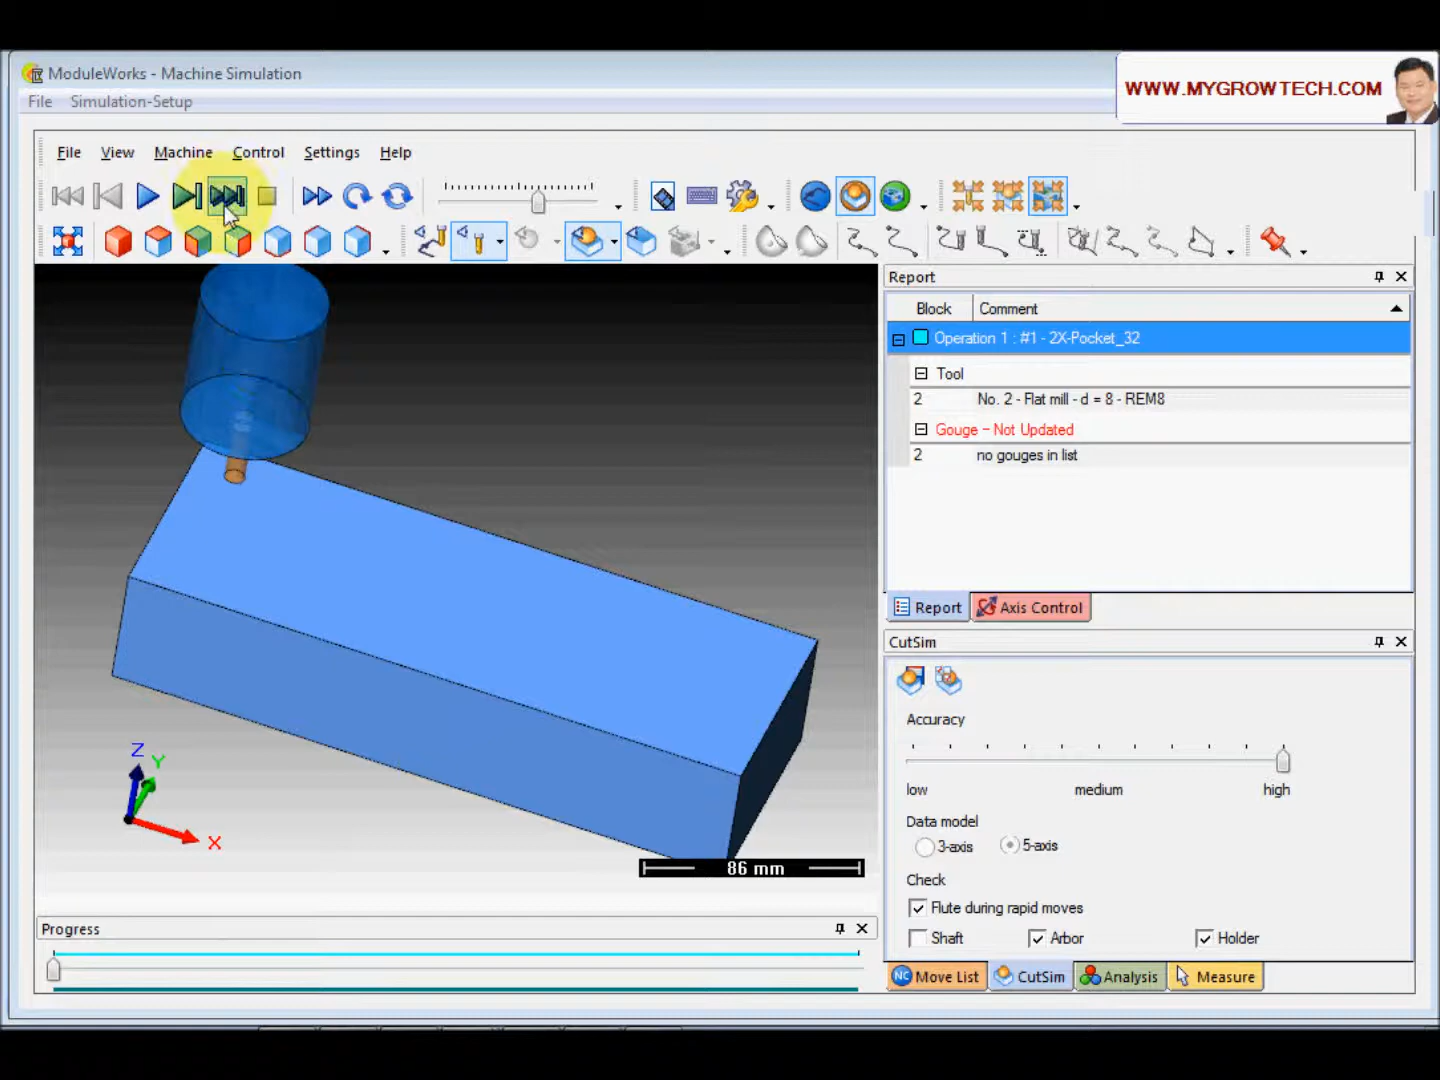 ModuleWorks - Machine Simulation
WWW.MYGROWTECH.COM
File Simulation-Setup
File View Machine Control Settings Help
Report
Block Comment
Operation 1 : #1 - 2X-Pocket_32
Tool
2 No. 2 - Flat mill - d = 8 - REM8
Gouge – Not Updated
2 no gouges in list
Report Axis Control
CutSim
Accuracy
low medium high
Data model
3-axis 5-axis
Check
Flute during rapid moves
Shaft Arbor Holder
NC Move List CutSim Analysis Measure
Z
Y
X
86 mm
Progress